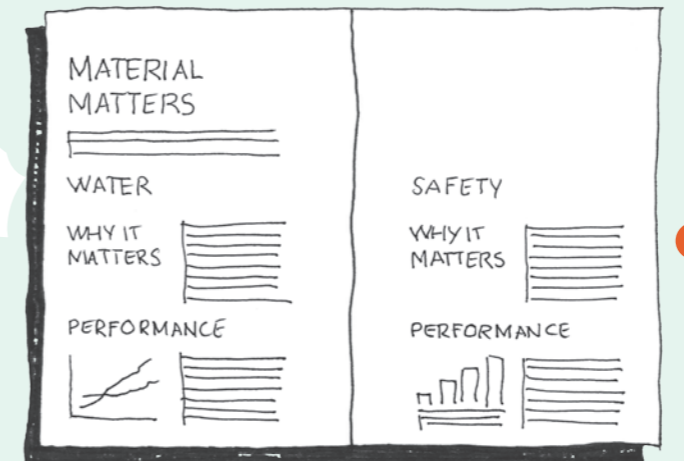 MATERIAL
MATTERS
WATER
WHY IT
MATTERS
PERFORMANCE
SAFETY
WHY IT
MATTERS
PERFORMANCE